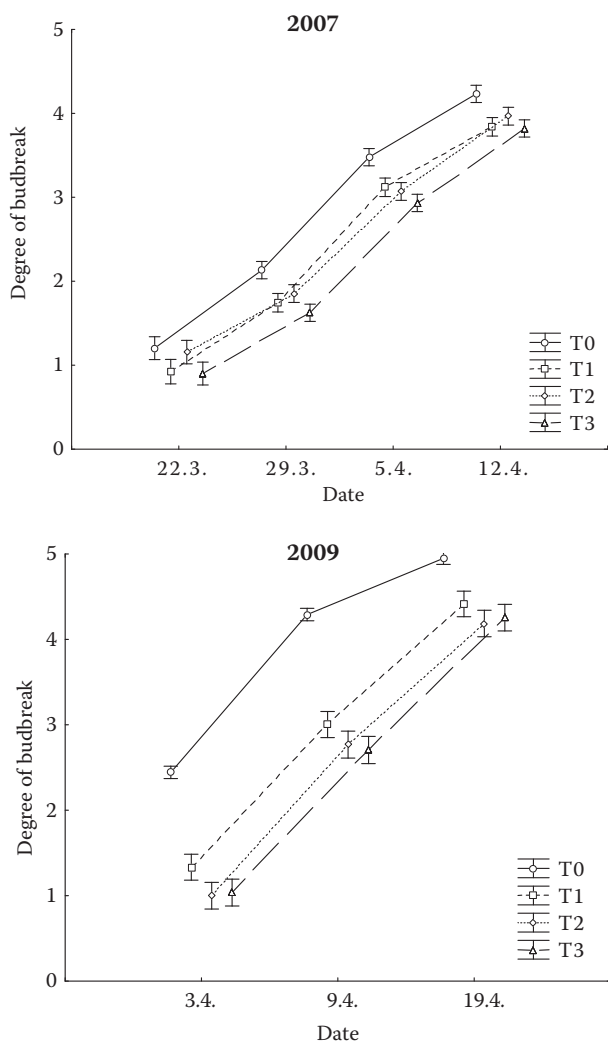 2007
5
4
3
2
1
0
Degree of budbreak
T0
T1
T2
T3
22.3. 29.3. 5.4. 12.4.
Date
2009
5
4
3
2
1
0
Degree of budbreak
T0
T1
T2
T3
3.4. 9.4. 19.4.
Date